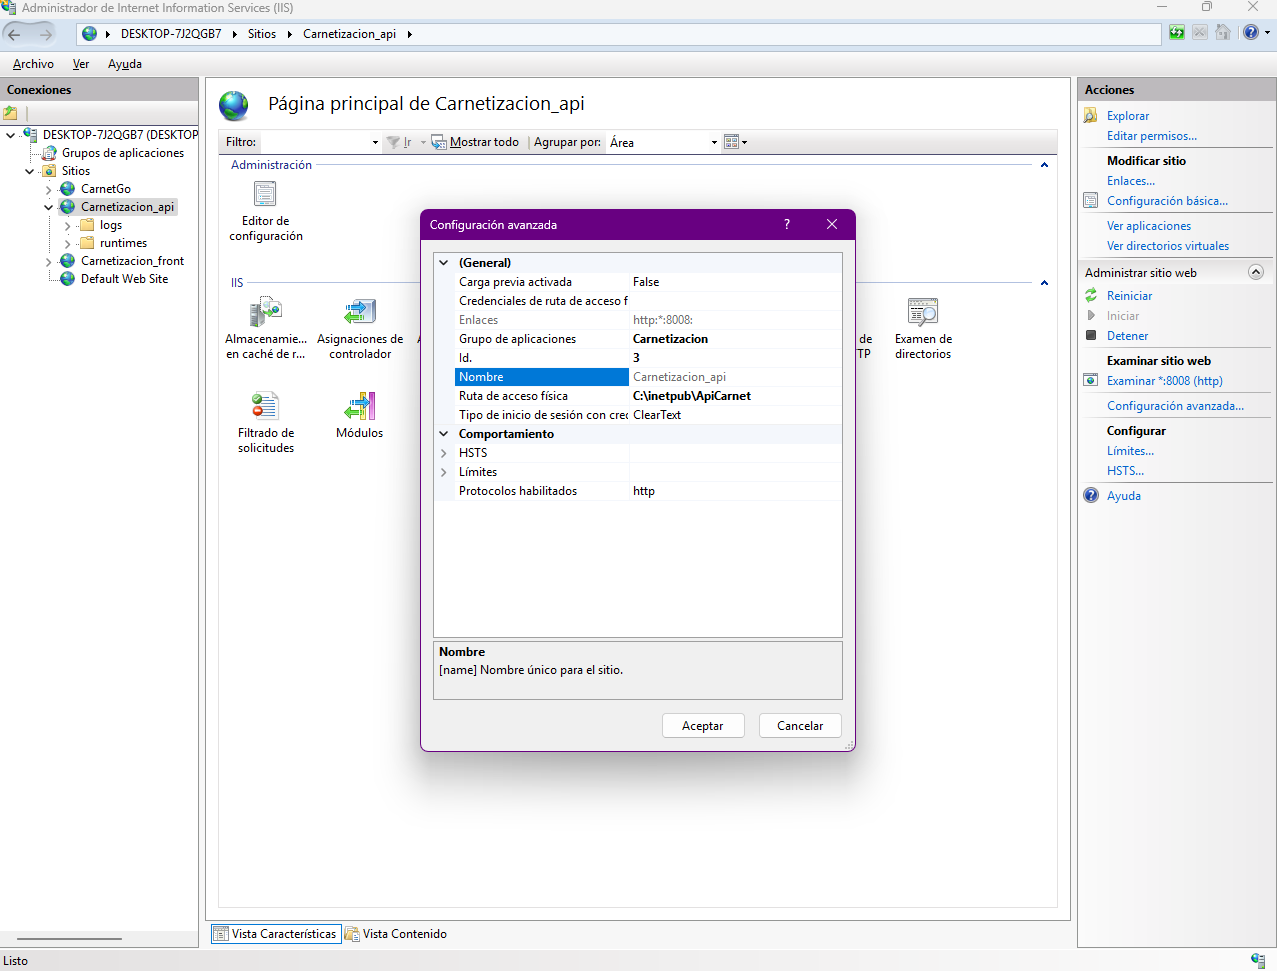 Administrador de Internet Information Services (IIS)
DESKTOP-7J2QGB7
Sitios
Carnetizacion_api
Archivo Ver Ayuda
Conexiones
DESKTOP-7J2QGB7 (DESKTOP
Grupos de aplicaciones
Sitios
CarnetGo
Carnetizacion_api
logs
runtimes
Carnetizacion_front
Default Web Site
Página principal de Carnetizacion_api
Filtro: Ir Mostrar todo Agrupar por: Área
Administración
Editor de
configuración
IIS
Almacenamie...
en caché de r...
Asignaciones de
controlador
de
TP
Examen de
directorios
Filtrado de
solicitudes
Módulos
Configuración avanzada ?
(General)
Carga previa activada False
Credenciales de ruta de acceso f
Enlaces http:*:8008:
Grupo de aplicaciones Carnetizacion
Id. 3
Nombre Carnetizacion_api
Ruta de acceso física C:\inetpub\ApiCarnet
Tipo de inicio de sesión con crec ClearText
Comportamiento
HSTS
Límites
Protocolos habilitados http
Nombre
[name] Nombre único para el sitio.
Aceptar Cancelar
Vista Características Vista Contenido
Acciones
Explorar
Editar permisos...
Modificar sitio
Enlaces...
Configuración básica...
Ver aplicaciones
Ver directorios virtuales
Administrar sitio web
Reiniciar
Iniciar
Detener
Examinar sitio web
Examinar *:8008 (http)
Configuración avanzada...
Configurar
Límites...
HSTS...
Ayuda
Listo